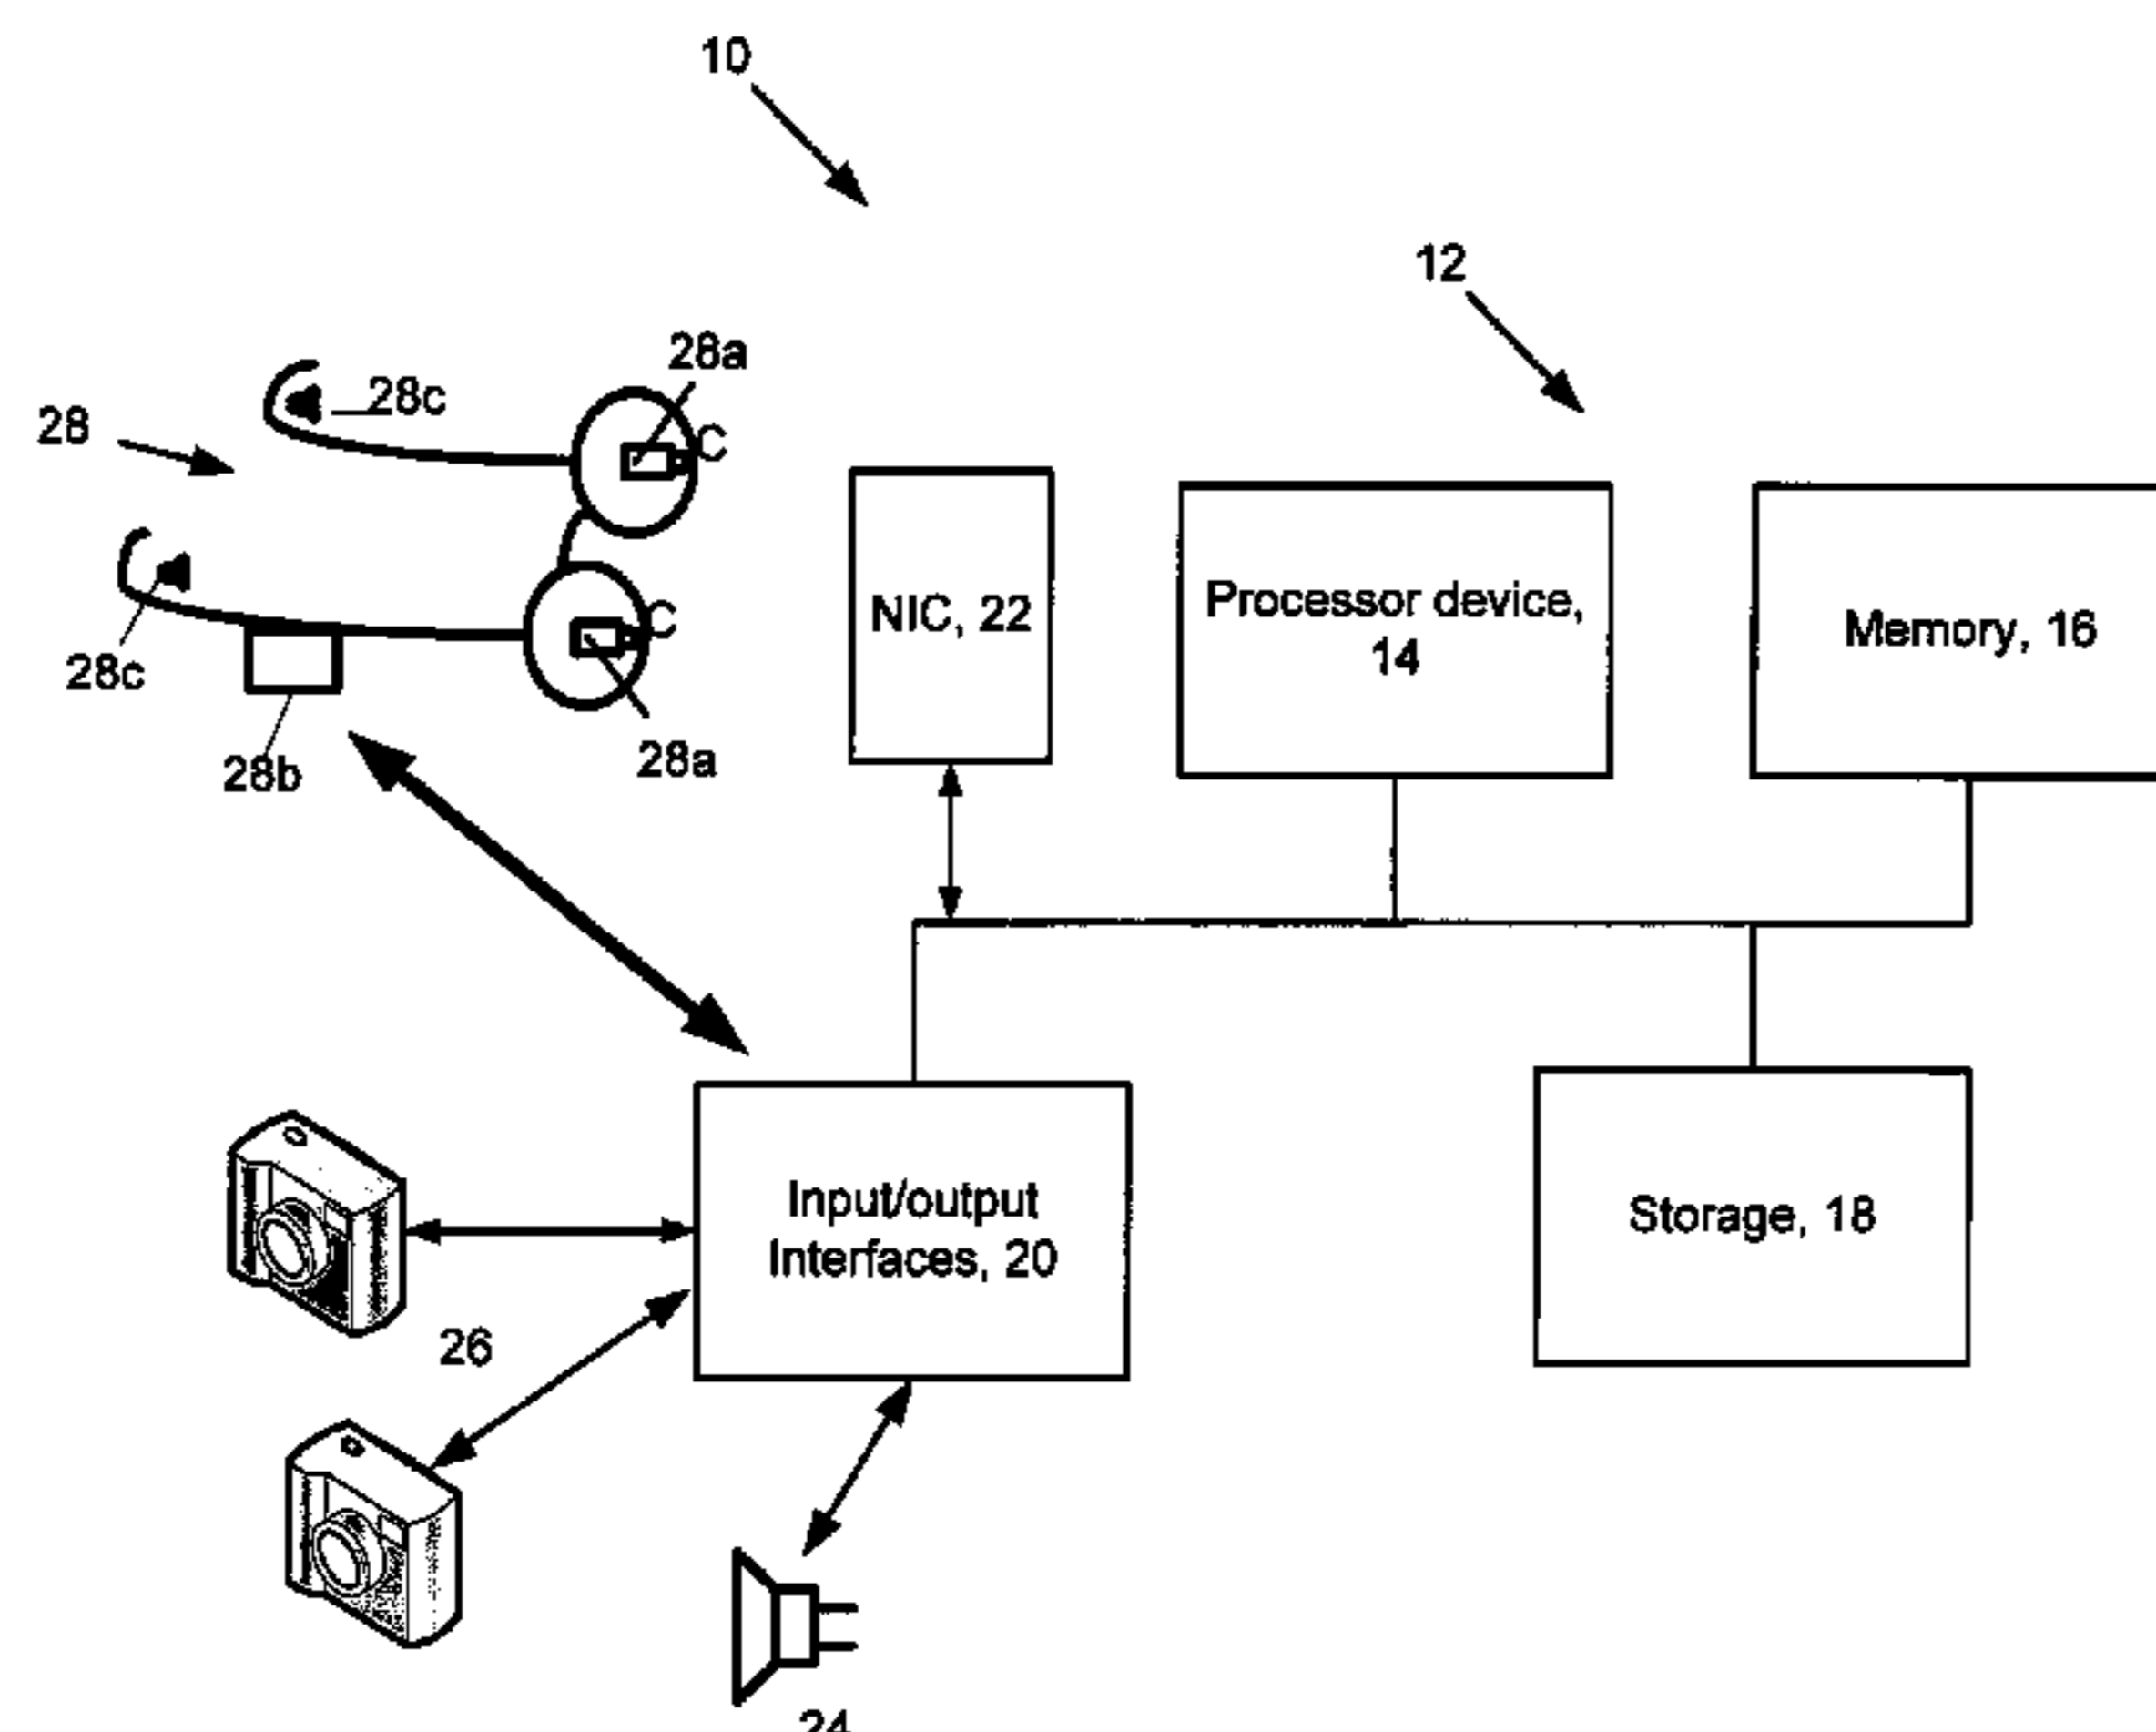 10
12
28a
28c
28
C
NIC, 22
Processor device,
14
Memory, 16
C
28c
28b
28a
Input/output
Interfaces, 20
Storage, 18
26
24